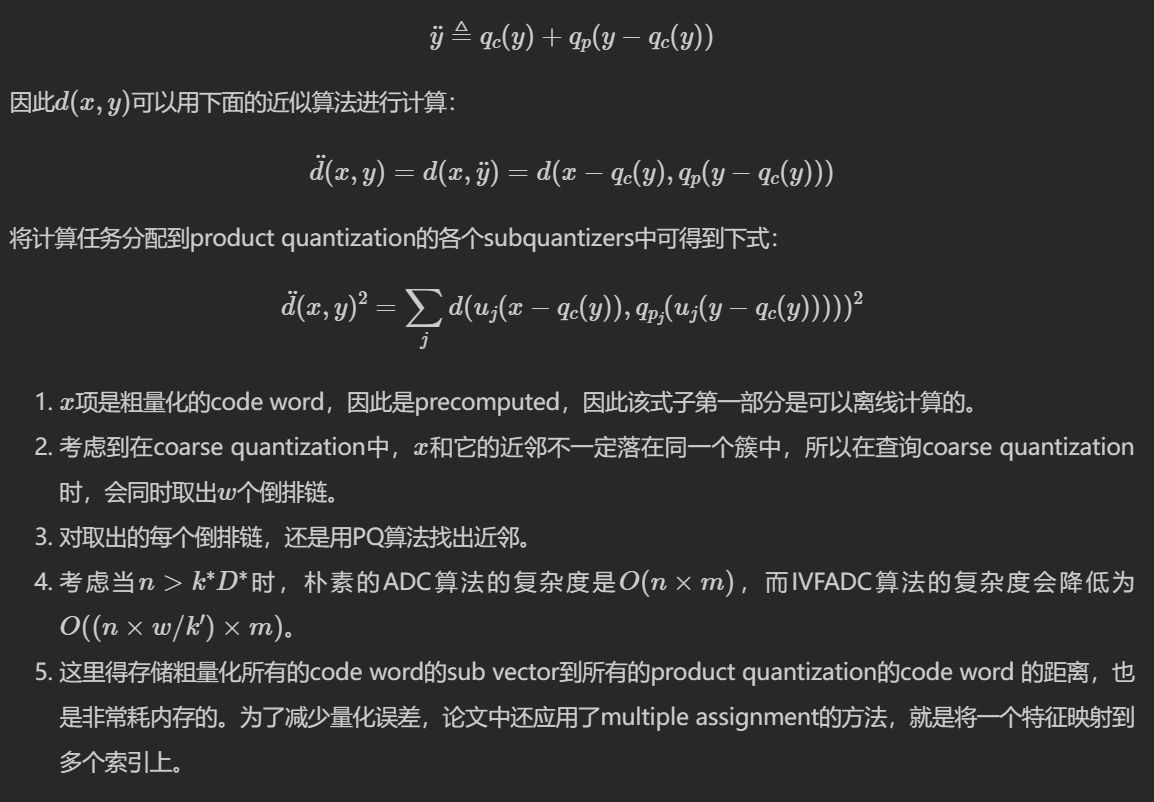 ÿ ≜ q_c(y) + q_p(y − q_c(y))
因此d(x, y)可以用下面的近似算法进行计算：
d̈(x, y) = d(x, ÿ) = d(x − q_c(y), q_p(y − q_c(y)))
将计算任务分配到product quantization的各个subquantizers中可得到下式：
d̈(x, y)² = ∑_j d(u_j(x − q_c(y)), q_{p_j}(u_j(y − q_c(y)))))²
1. x项是粗量化的code word，因此是precomputed，因此该式子第一部分是可以离线计算的。
2. 考虑到在coarse quantization中，x和它的近邻不一定落在同一个簇中，所以在查询coarse quantization
时，会同时取出w个倒排链。
3. 对取出的每个倒排链，还是用PQ算法找出近邻。
4. 考虑当n > k*D*时，朴素的ADC算法的复杂度是O(n × m)，而IVFADC算法的复杂度会降低为
O((n × w/k′) × m)。
5. 这里得存储粗量化所有的code word的sub vector到所有的product quantization的code word 的距离，也
是非常耗内存的。为了减少量化误差，论文中还应用了multiple assignment的方法，就是将一个特征映射到
多个索引上。